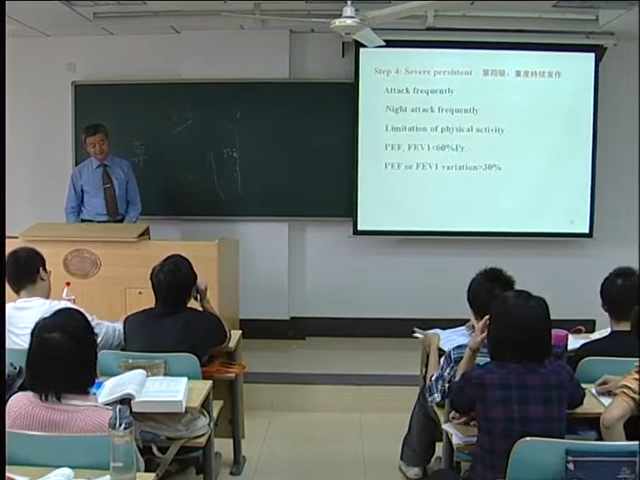 Step 4: Severe persistent 第四级：重度持续发作
Attack frequently
Night attack frequently
Limitation of physical activity
PEF, FEV1<60%Pr.
PEF or FEV1 variation>30%